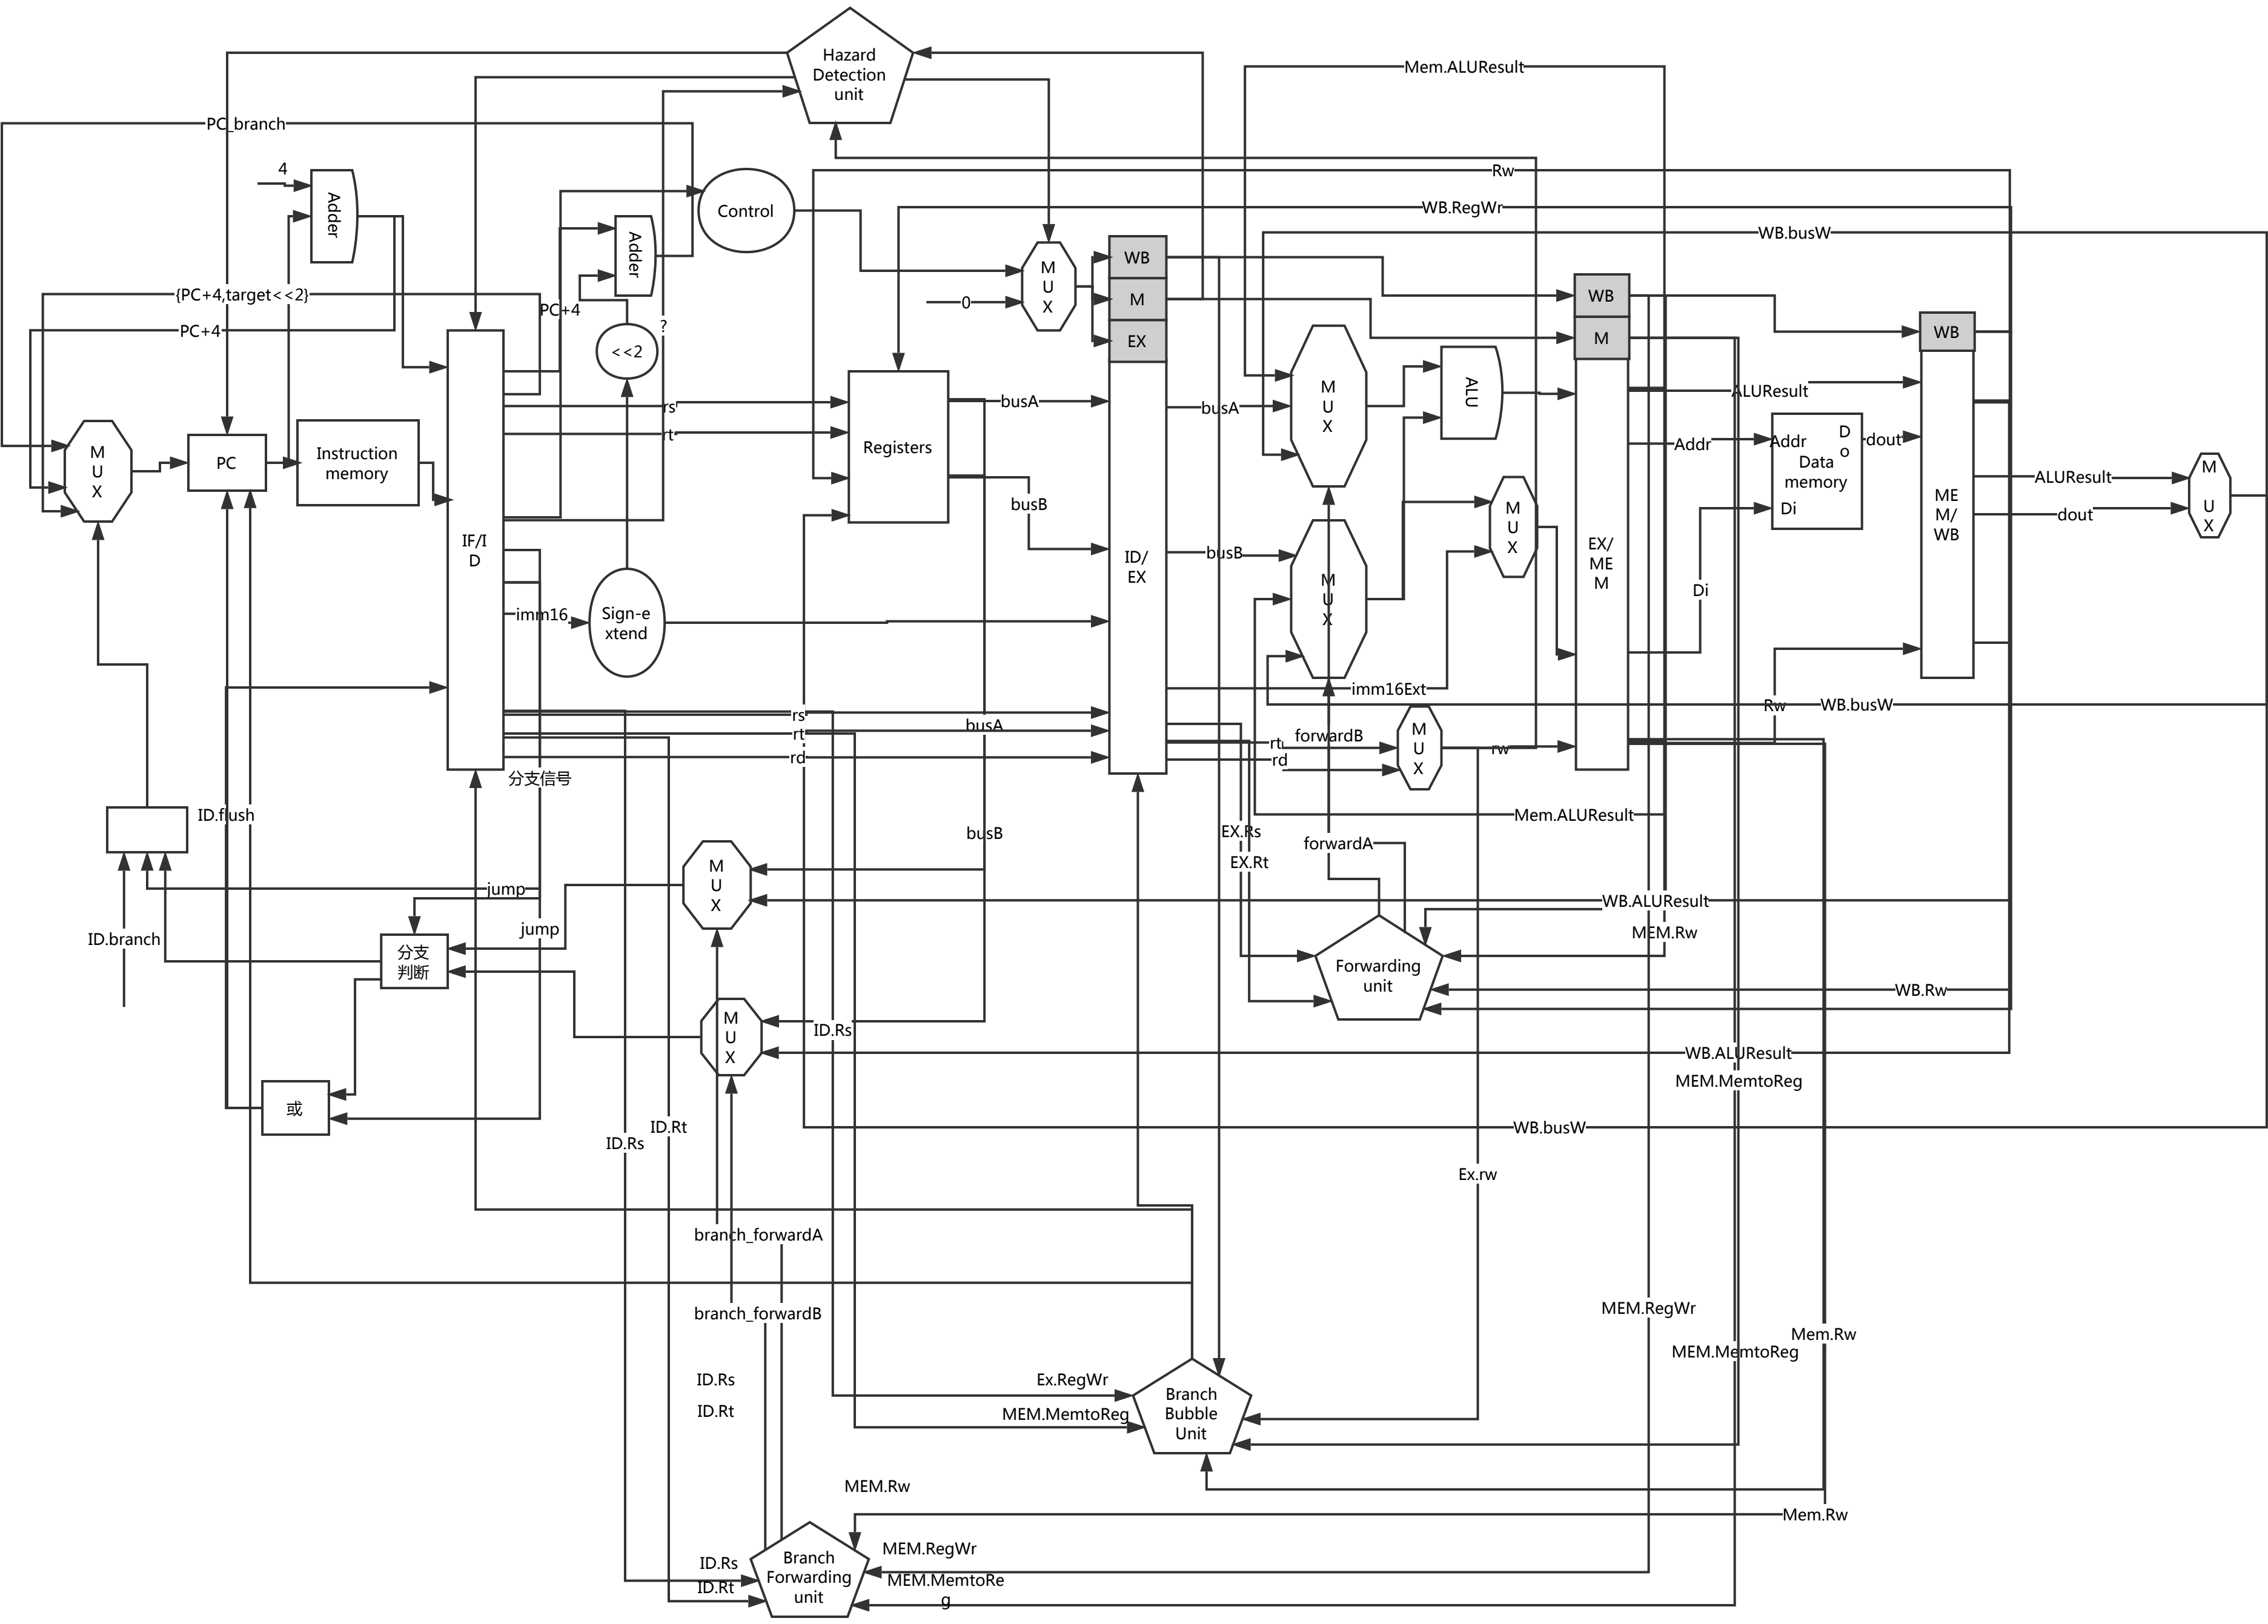 Hazard
Detection
unit
Mem.ALUResult
PC_branch
4
Rw
Adder
Control
WB.RegWr
WB.busW
Adder
M
U
X
WB
M
EX
{PC+4,target<<2}
PC+4
0
WB
M
PC+4
?
<<2
WB
ALU
M
U
X
rs
busA
busA
ALUResult
rt
Registers
M
U
X
PC
Instruction
memory
Addr
Addr
D
o
Data
memory
Di
dout
M
U
X
ALUResult
dout
busB
M
U
X
ME
M/
WB
IF/I
D
ID/
EX
busB
EX/
ME
M
M
U
X
Di
imm16
Sign-e
xtend
imm16Ext
rs
rt
rd
busA
Rw
WB.busW
rt
rd
forwardB
M
U
X
rw
分支信号
ID.flush
Mem.ALUResult
busB
EX.Rs
EX.Rt
forwardA
M
U
X
jump
jump
WB.ALUResult
MEM.Rw
ID.branch
分支
判断
Forwarding
unit
WB.Rw
M
U
X
ID.Rs
WB.ALUResult
MEM.MemtoReg
或
ID.Rs
ID.Rt
WB.busW
Ex.rw
branch_forwardA
branch_forwardB
MEM.RegWr
Mem.Rw
MEM.MemtoReg
ID.Rs
ID.Rt
Ex.RegWr
MEM.MemtoReg
Branch
Bubble
Unit
MEM.Rw
Mem.Rw
MEM.RegWr
ID.Rs
ID.Rt
Branch
Forwarding
unit
MEM.MemtoRe
g